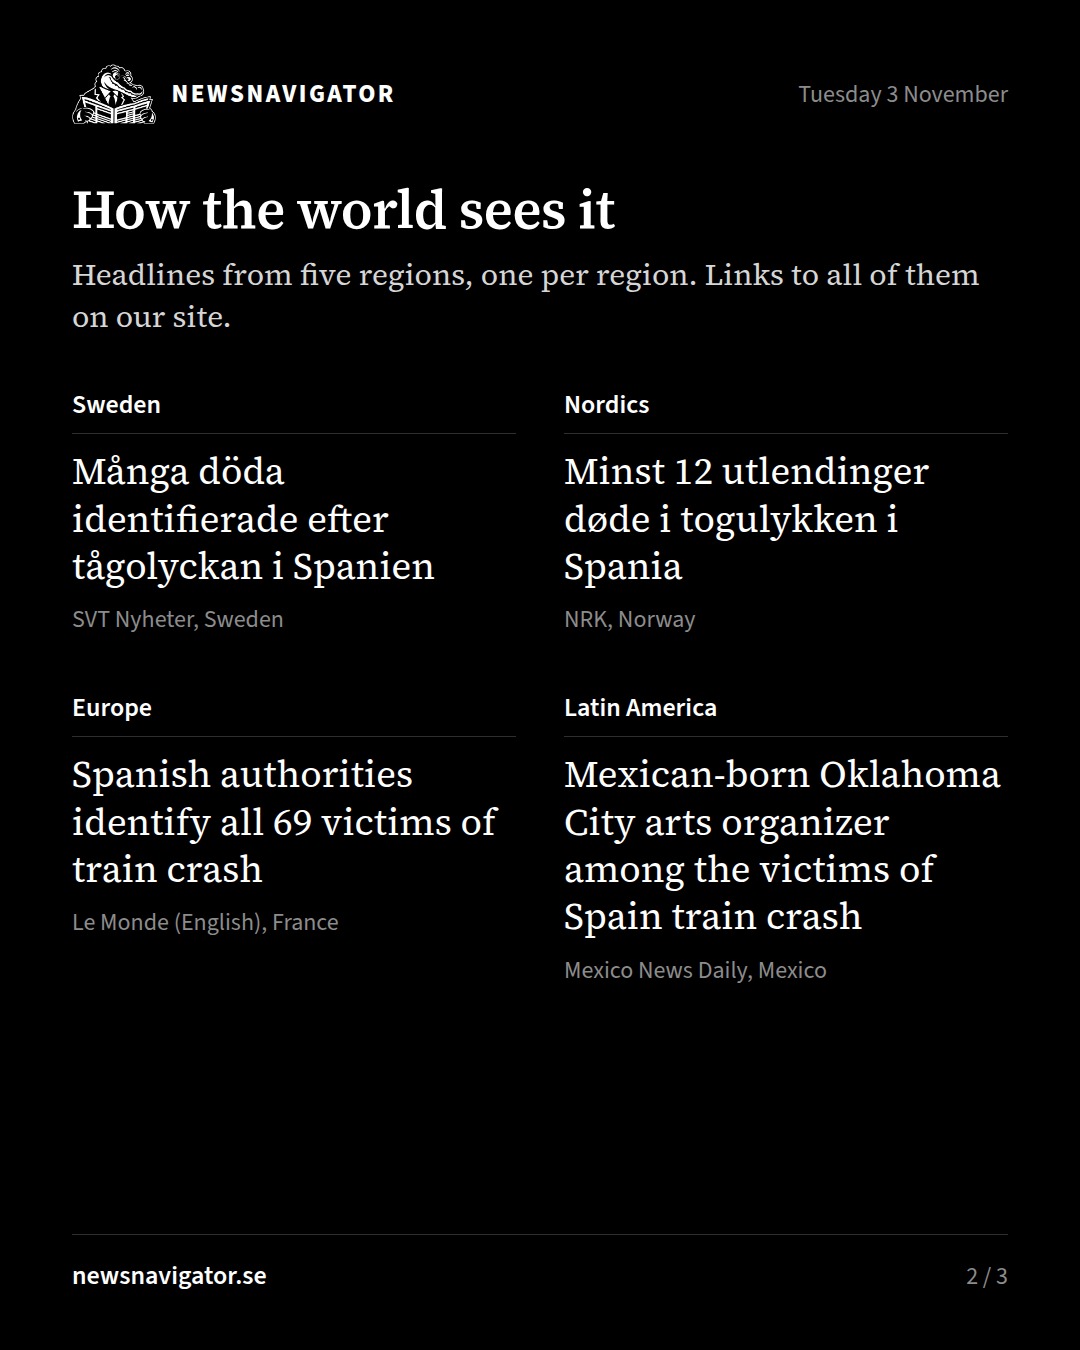 NEWSNAVIGATOR
Tuesday 3 November
How the world sees it
Headlines from five regions, one per region. Links to all of them
on our site.
Sweden
Många döda
identifierade efter
tågolyckan i Spanien
SVT Nyheter, Sweden
Nordics
Minst 12 utlendinger
døde i togulykken i
Spania
NRK, Norway
Europe
Spanish authorities
identify all 69 victims of
train crash
Le Monde (English), France
Latin America
Mexican-born Oklahoma
City arts organizer
among the victims of
Spain train crash
Mexico News Daily, Mexico
newsnavigator.se
2 / 3